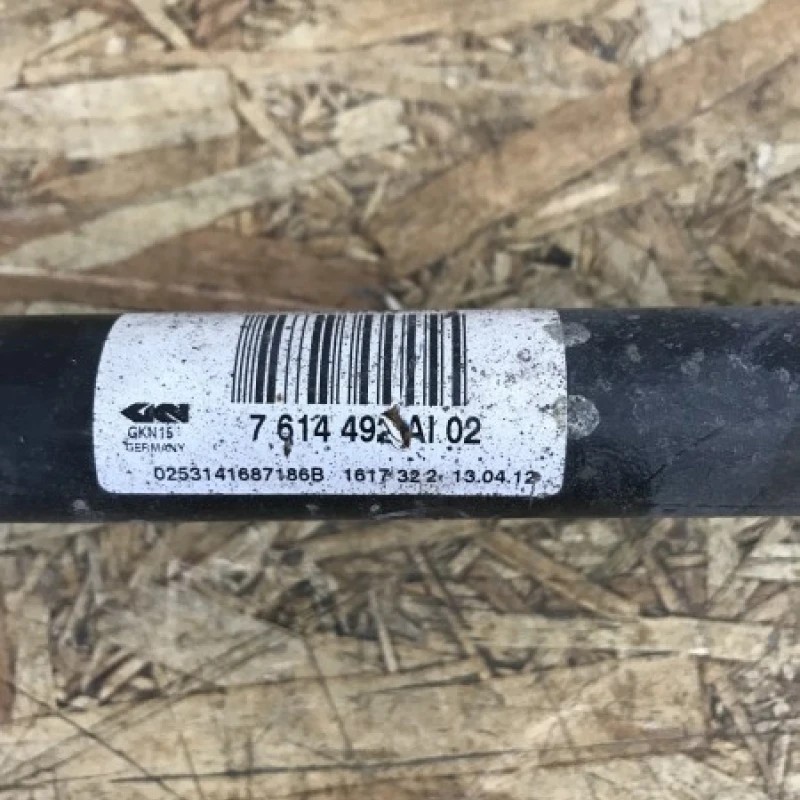 7 614 492 AI 02
GKN
GKN15
GERMANY
0253141687186B 1617 32 2 13.04.12